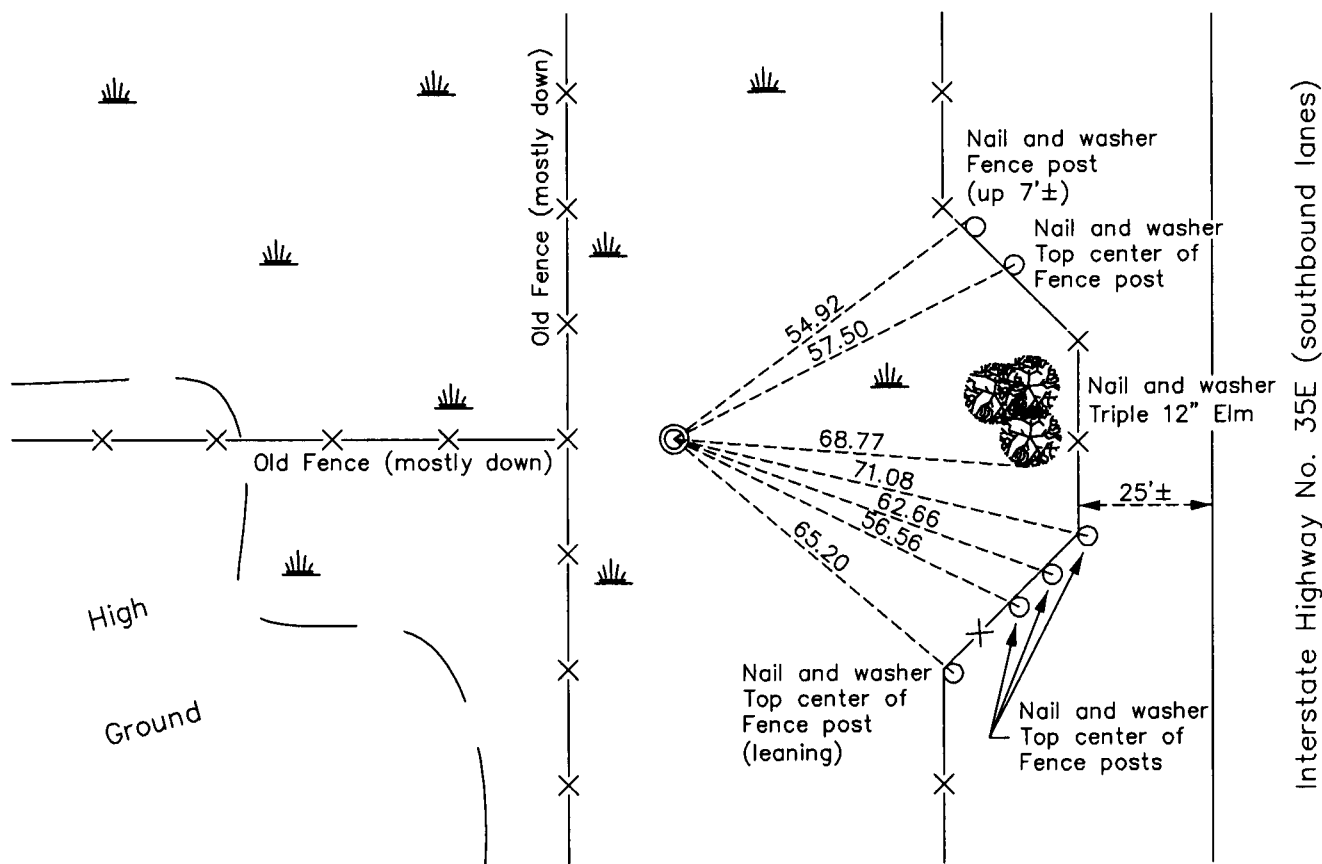 Old Fence (mostly down)
Nail and washer
Fence post
(up 7'±)
Nail and washer
Top center of
Fence post
54.92
57.50
Nail and washer
Triple 12" Elm
Old Fence (mostly down)
68.77
71.08
62.66
56.56
65.20
25'±
High
Ground
Nail and washer
Top center of
Fence post
(leaning)
Nail and washer
Top center of
Fence posts
Interstate Highway No. 35E (southbound lanes)